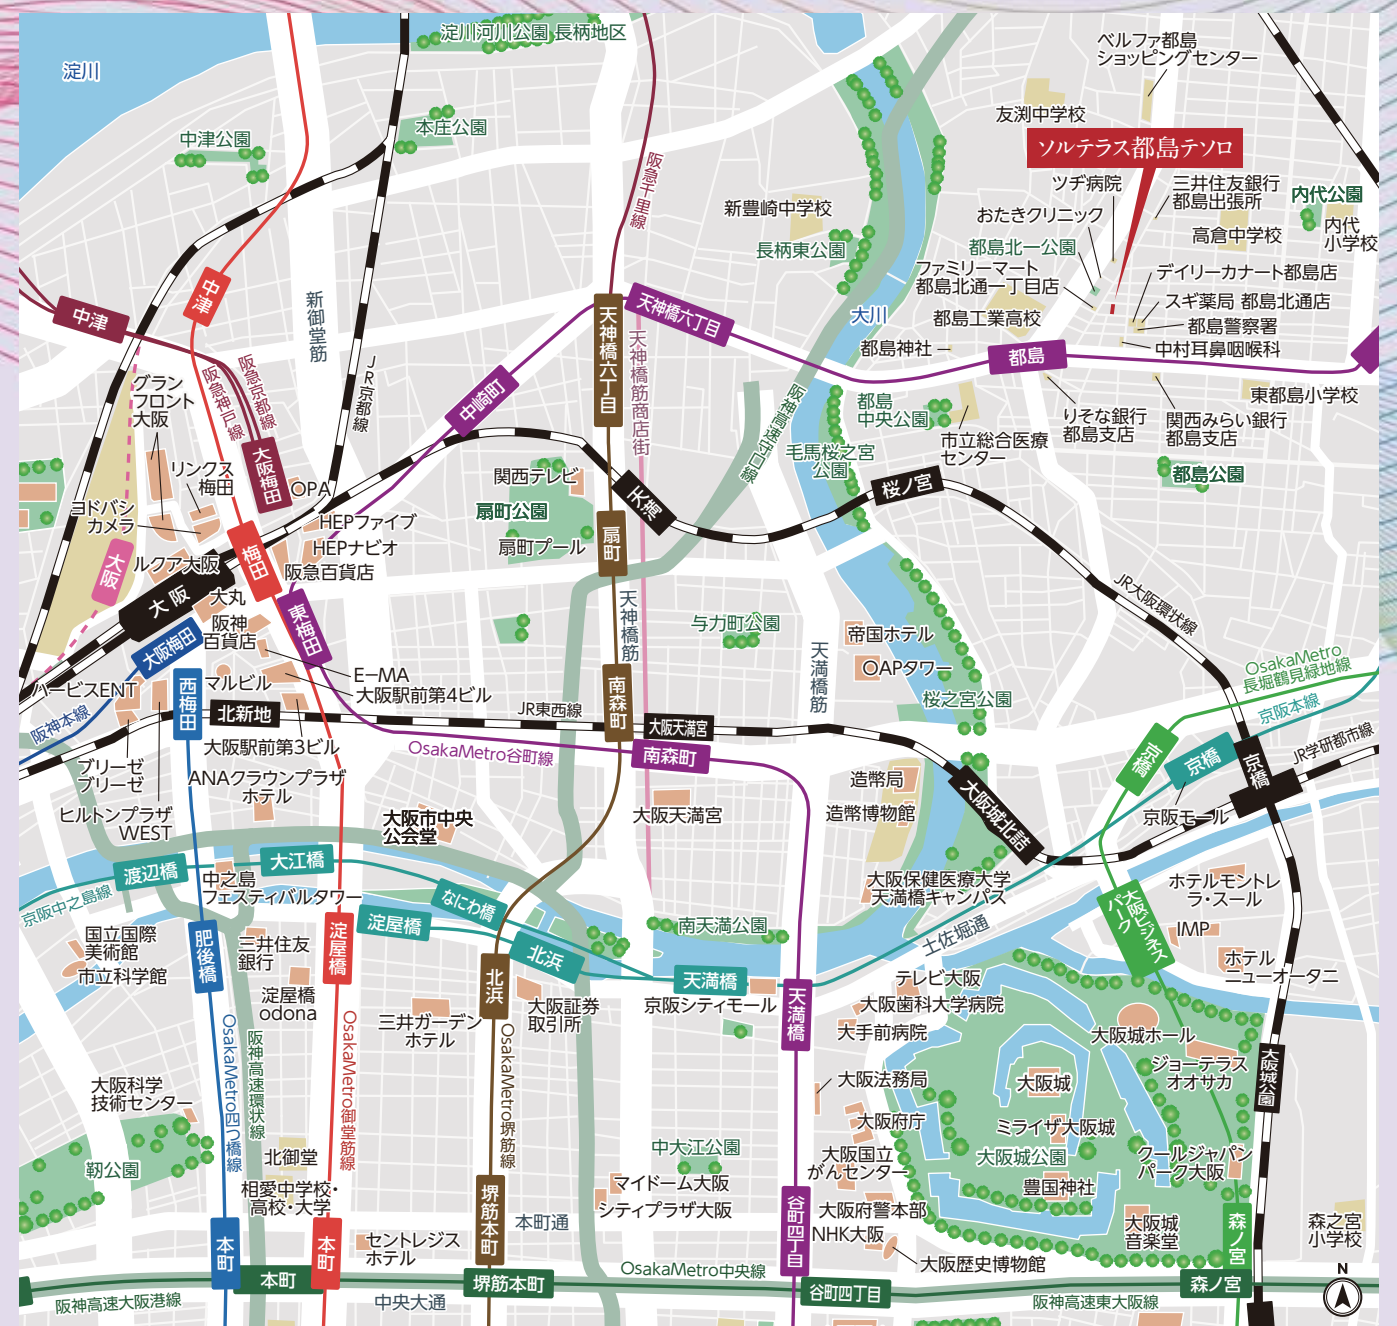 淀川河川公園 長柄地区
淀川
ベルファ都島
ショッピングセンター
友渕中学校
中津公園
本庄公園
ソルテラス都島テソロ
阪急千里線
ツヂ病院
三井住友銀行
都島出張所
内代公園
おたきクリニック
新豊崎中学校
高倉中学校
内代
小学校
長柄東公園
都島北一公園
ファミリーマート
都島北通一丁目店
デイリーカナート都島店
スギ薬局 都島北通店
中津
中津
新御堂筋
天神橋六丁目
天神橋六丁目
大川
都島工業高校
都島警察署
都島神社
中村耳鼻咽喉科
都島
天神橋筋商店街
JR京都線
阪急京都線
阪急神戸線
グラン
フロント
大阪
中崎町
阪神高速守口線
都島
中央公園
りそな銀行
都島支店
関西みらい銀行
都島支店
東都島小学校
市立総合医療
センター
毛馬桜之宮
公園
都島公園
大阪梅田
リンクス
梅田
OPA
関西テレビ
天満
桜ノ宮
ヨドバシ
カメラ
扇町公園
HEPファイブ
HEPナビオ
扇町
扇町プール
梅田
阪急百貨店
大阪
ルクア大阪
大阪
大丸
JR大阪環状線
東梅田
阪神
百貨店
天神橋筋
与力町公園
帝国ホテル
天満橋筋
大阪梅田
OAPタワー
OsakaMetro
長堀鶴見緑地線
E-MA
大阪駅前第4ビル
マルビル
ハービスENT
西梅田
桜之宮公園
京阪本線
南森町
JR東西線
北新地
大阪天満宮
阪神本線
大阪駅前第3ビル
OsakaMetro谷町線
南森町
京橋
京橋
京橋
JR学研都市線
ブリーゼ
ブリーゼ
ANAクラウンプラザ
ホテル
造幣局
大阪城北詰
造幣博物館
京阪モール
ヒルトンプラザ
WEST
大阪市中央
公会堂
大阪天満宮
渡辺橋
大江橋
中之島
フェスティバルタワー
なにわ橋
京阪中之島線
大阪保健医療大学
天満橋キャンパス
ホテルモントレ
ラ・スール
大阪ビジネス
パーク
淀屋橋
南天満公園
土佐堀通
IMP
国立国際
美術館
肥後橋
三井住友
銀行
淀屋橋
北浜
ホテル
ニューオータニ
市立科学館
北浜
天満橋
テレビ大阪
淀屋橋
odona
大阪証券
取引所
京阪シティモール
天満橋
大阪歯科大学病院
三井ガーデン
ホテル
大手前病院
大阪城ホール
OsakaMetro四つ橋線
阪神高速環状線
OsakaMetro御堂筋線
OsakaMetro堺筋線
ジョーテラス
オオサカ
大阪城公園
大阪科学
技術センター
大阪法務局
大阪城
大阪府庁
ミライザ大阪城
北御堂
中大江公園
大阪国立
がんセンター
大阪城公園
クールジャパン
パーク大阪
靭公園
相愛中学校・
高校・大学
マイドーム大阪
豊国神社
堺筋本町
シティプラザ大阪
谷町四丁目
大阪府警本部
本町通
大阪城
音楽堂
森ノ宮
森之宮
小学校
NHK大阪
本町
本町
セントレジス
ホテル
大阪歴史博物館
OsakaMetro中央線
本町
堺筋本町
谷町四丁目
森ノ宮
阪神高速大阪港線
中央大通
阪神高速東大阪線
N